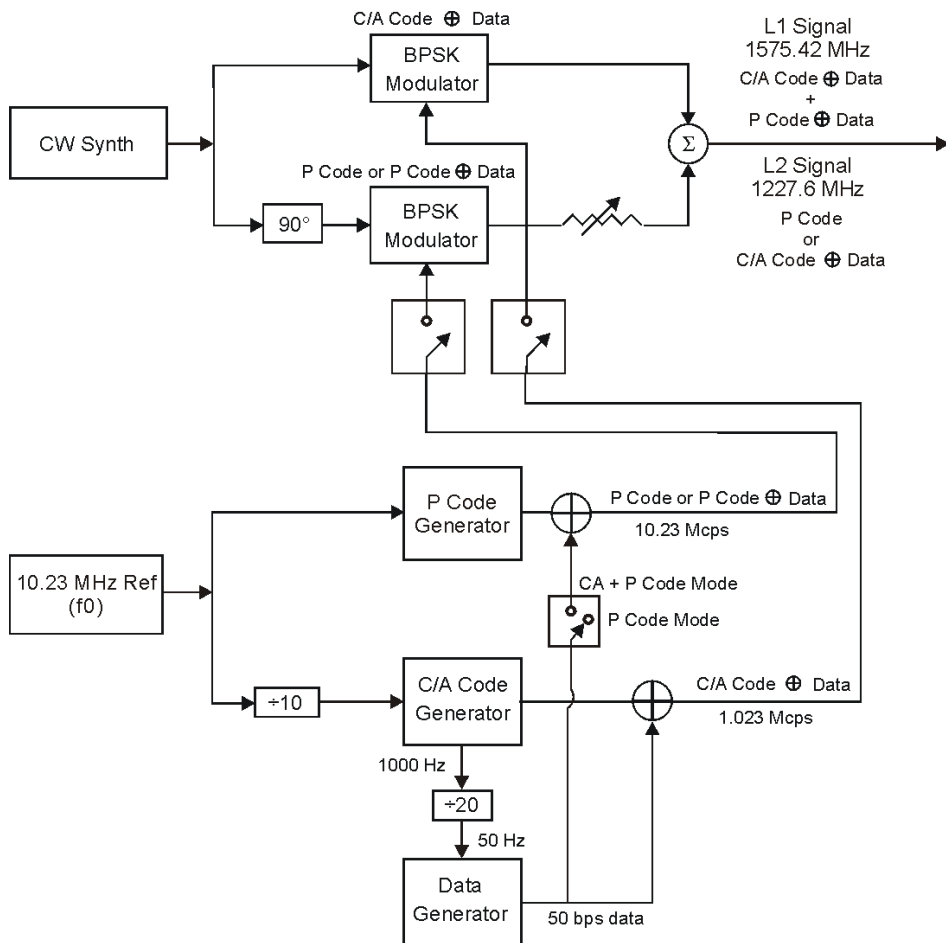 C/A Code ⊕ Data
L1 Signal
1575.42 MHz
C/A Code ⊕ Data
+
P Code ⊕ Data
BPSK
Modulator
CW Synth
Σ
P Code or P Code ⊕ Data
L2 Signal
1227.6 MHz
P Code
or
C/A Code ⊕ Data
90°
BPSK
Modulator
P Code
Generator
P Code or P Code ⊕ Data
10.23 Mcps
10.23 MHz Ref
(f0)
CA + P Code Mode
P Code Mode
÷10
C/A Code
Generator
C/A Code ⊕ Data
1.023 Mcps
1000 Hz
÷20
50 Hz
Data
Generator
50 bps data